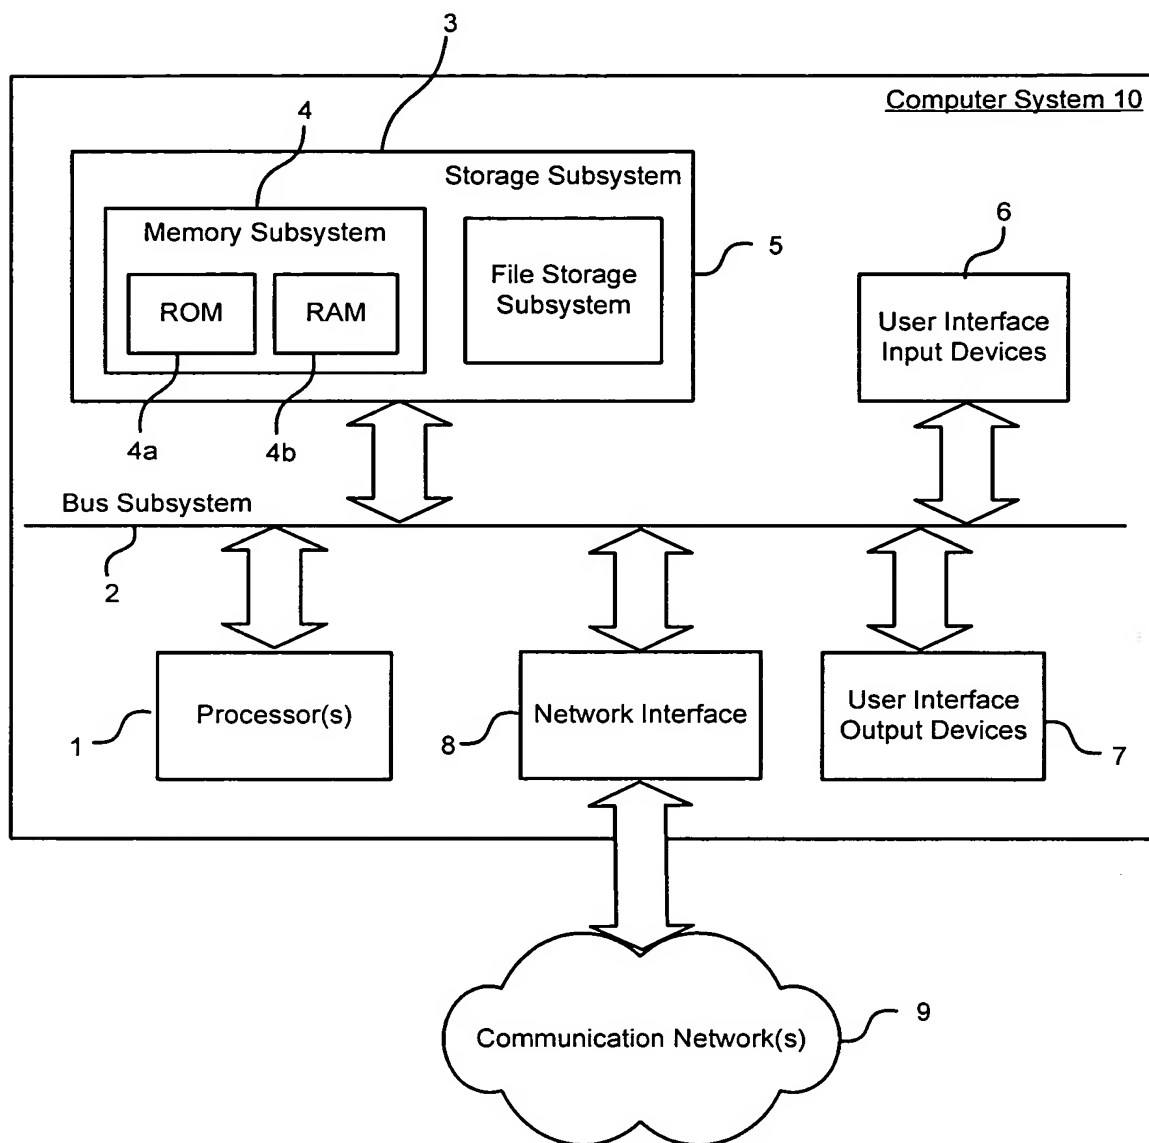 3
Computer System 10
4
Storage Subsystem
Memory Subsystem
File Storage
Subsystem
5
6
ROM
RAM
User Interface
Input Devices
4a
4b
Bus Subsystem
2
Processor(s)
1
Network Interface
8
User Interface
Output Devices
7
Communication Network(s)
9